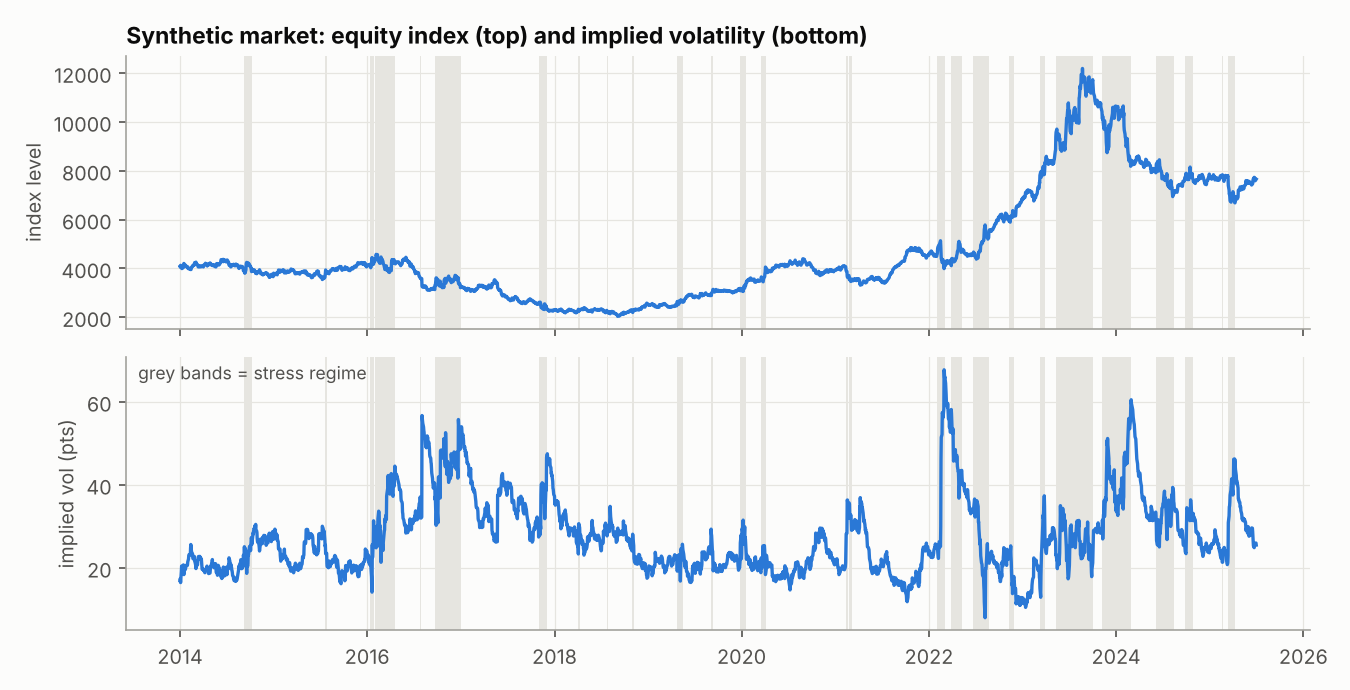 Synthetic market: equity index (top) and implied volatility (bottom)
index level
12000
10000
8000
6000
4000
2000
grey bands = stress regime
implied vol (pts)
60
40
20
2014 2016 2018 2020 2022 2024 2026